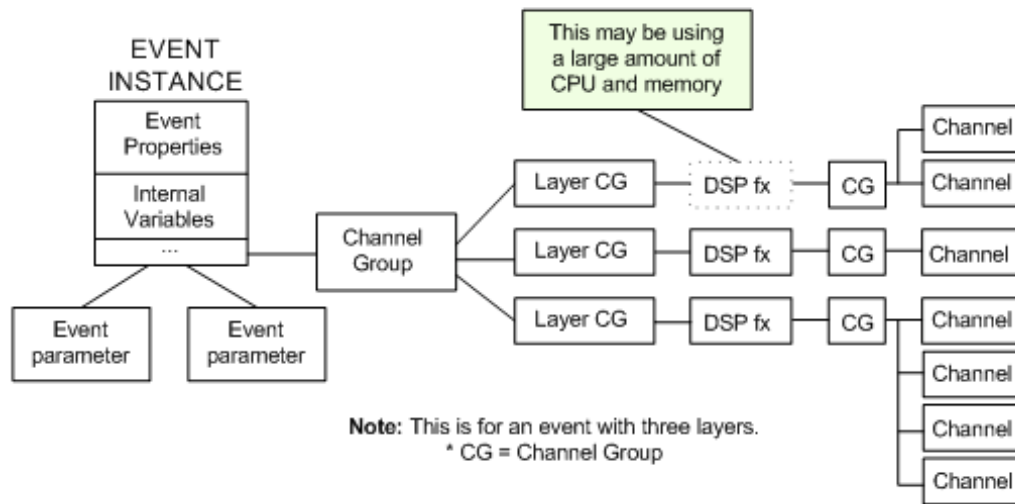 EVENT
INSTANCE
Event
Properties
Internal
Variables
...
Event
parameter
Event
parameter
Channel
Group
This may be using
a large amount of
CPU and memory
Layer CG
DSP fx
CG
Channel
Channel
Layer CG
DSP fx
CG
Channel
Layer CG
DSP fx
CG
Channel
Channel
Channel
Channel
Note: This is for an event with three layers.
* CG = Channel Group